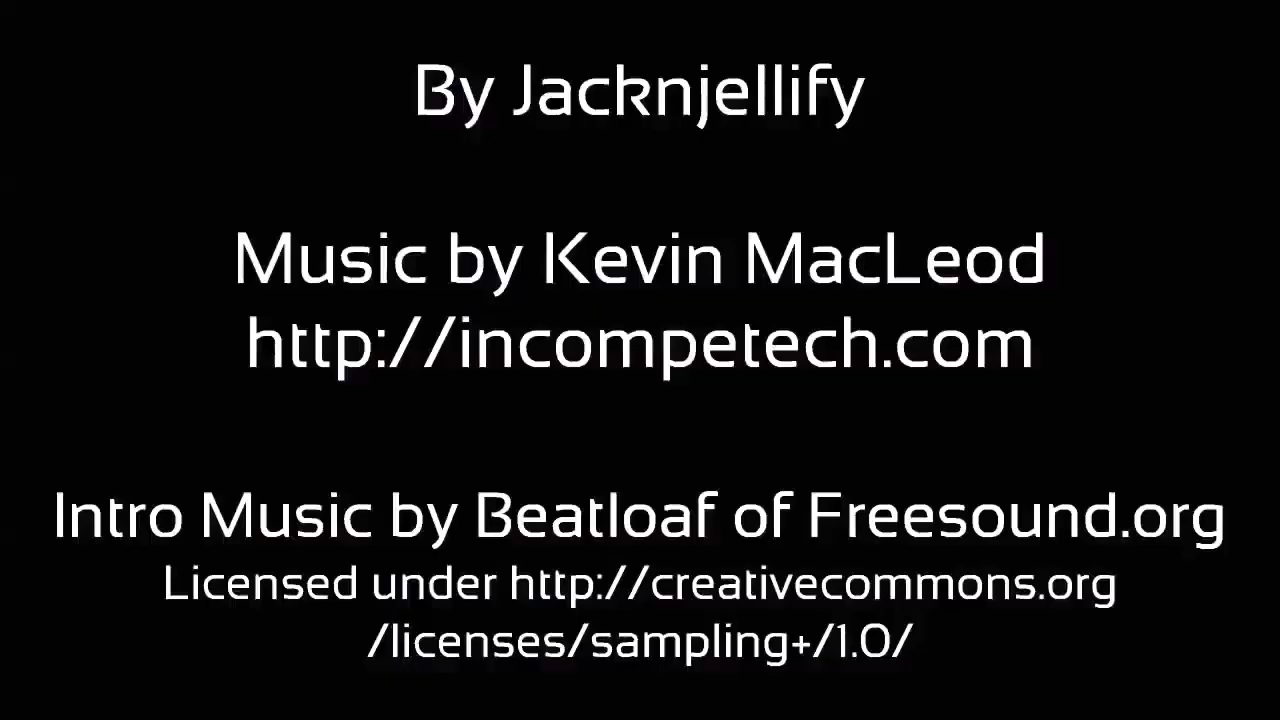 By Jacknjellify
Music by Kevin MacLeod
http://incompetech.com
Intro Music by Beatloaf of Freesound.org
Licensed under http://creativecommons.org
/licenses/sampling+/1.0/